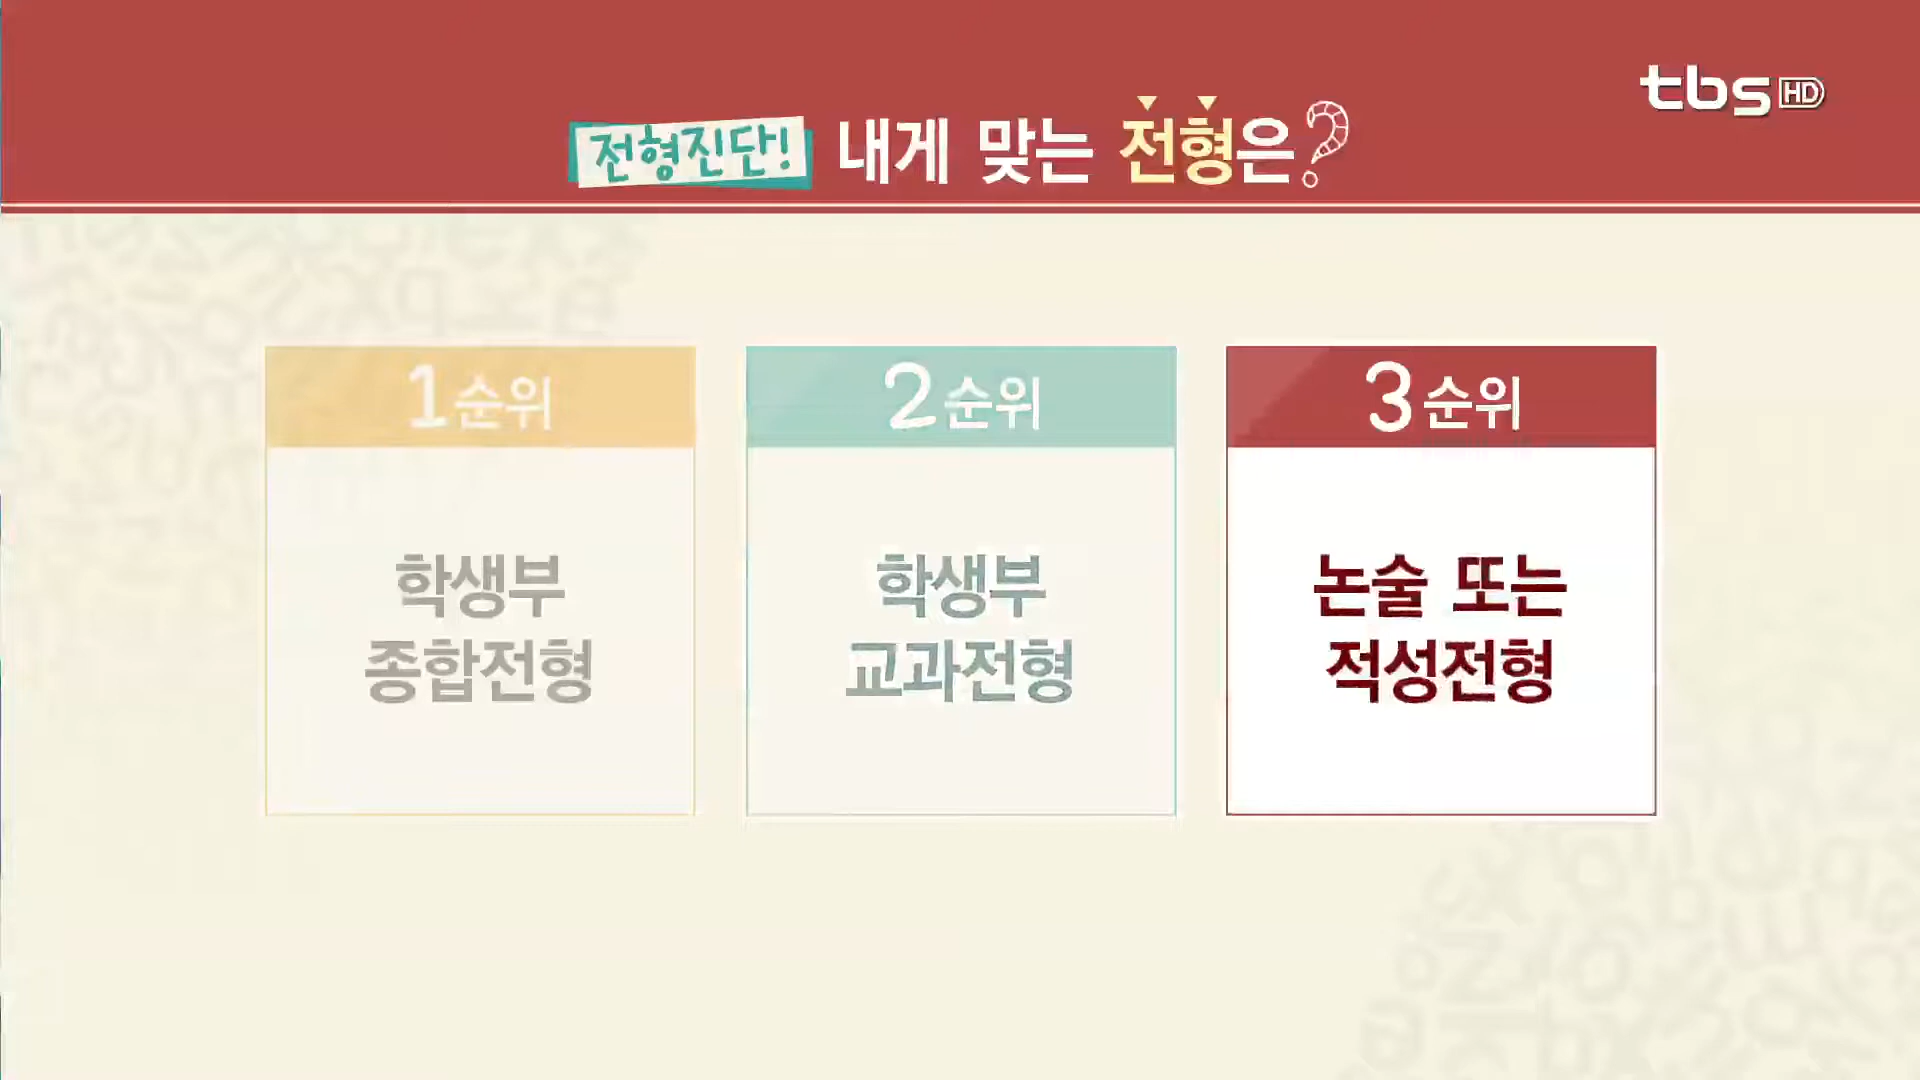 tbs HD
전형진단! 내게 맞는 전형은?
1순위
학생부
종합전형
2순위
학생부
교과전형
3순위
논술 또는
적성전형